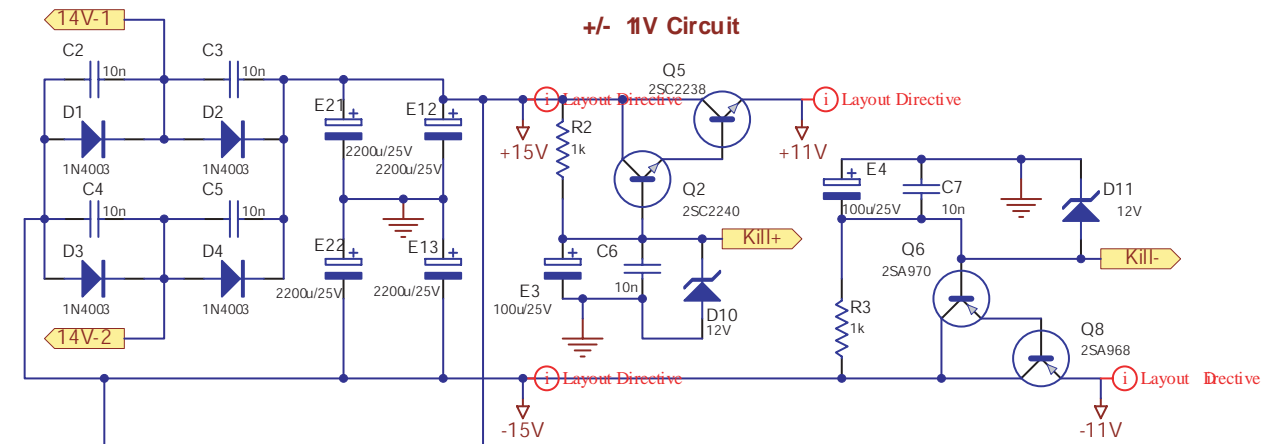 14V-1
+/- 11V Circuit
C2
10n
C3
10n
D1
1N4003
D2
1N4003
C4
10n
C5
10n
D3
1N4003
D4
1N4003
14V-2
E21
2200u/25V
E12
2200u/25V
E22
2200u/25V
E13
2200u/25V
i Layout Directive
+15V
R2
1k
Q5
2SC2238
Q2
2SC2240
i Layout Directive
+11V
Kill+
E3
100u/25V
C6
10n
D10
12V
E4
100u/25V
C7
10n
D11
12V
Kill-
Q6
2SA970
R3
1k
Q8
2SA968
i Layout Directive
-15V
i Layout Directive
-11V